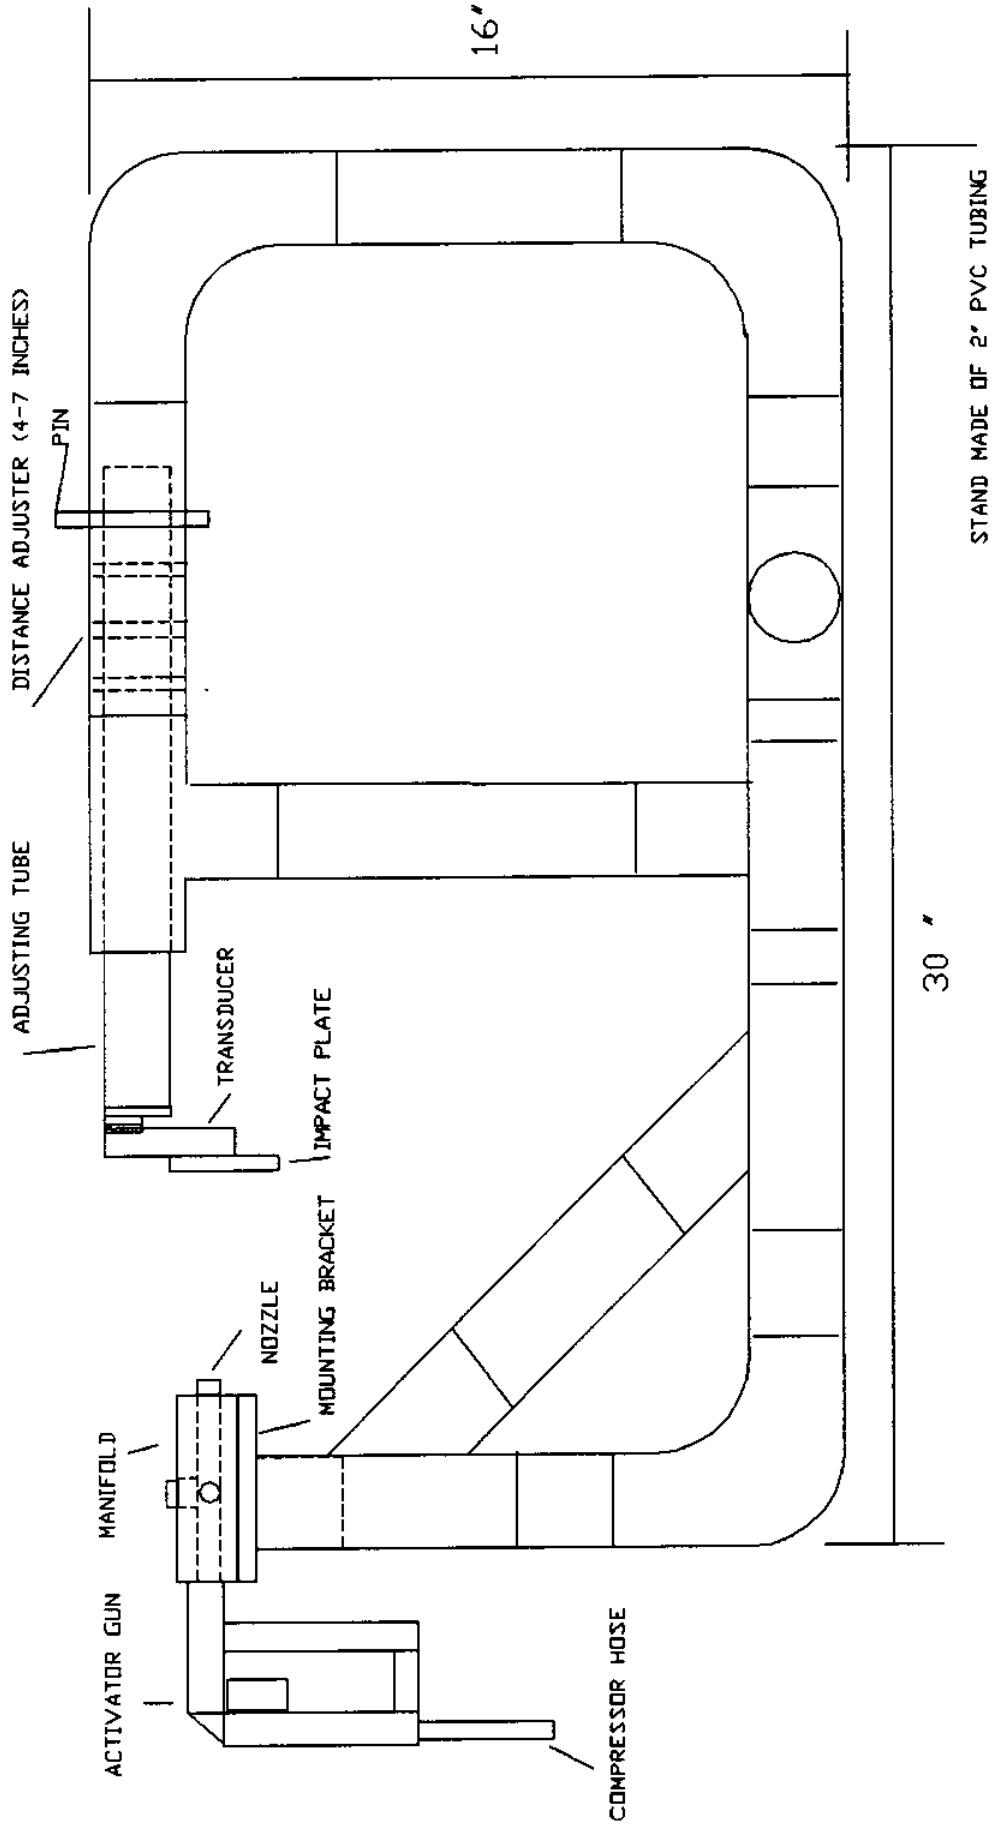 ACTIVATOR GUN
MANIFOLD
ADJUSTING TUBE
DISTANCE ADJUSTER (4-7 INCHES)
PIN
TRANSDUCER
IMPACT PLATE
NOZZLE
MOUNTING BRACKET
COMPRESSOR HOSE
16"
30 "
STAND MADE OF 2" PVC TUBING